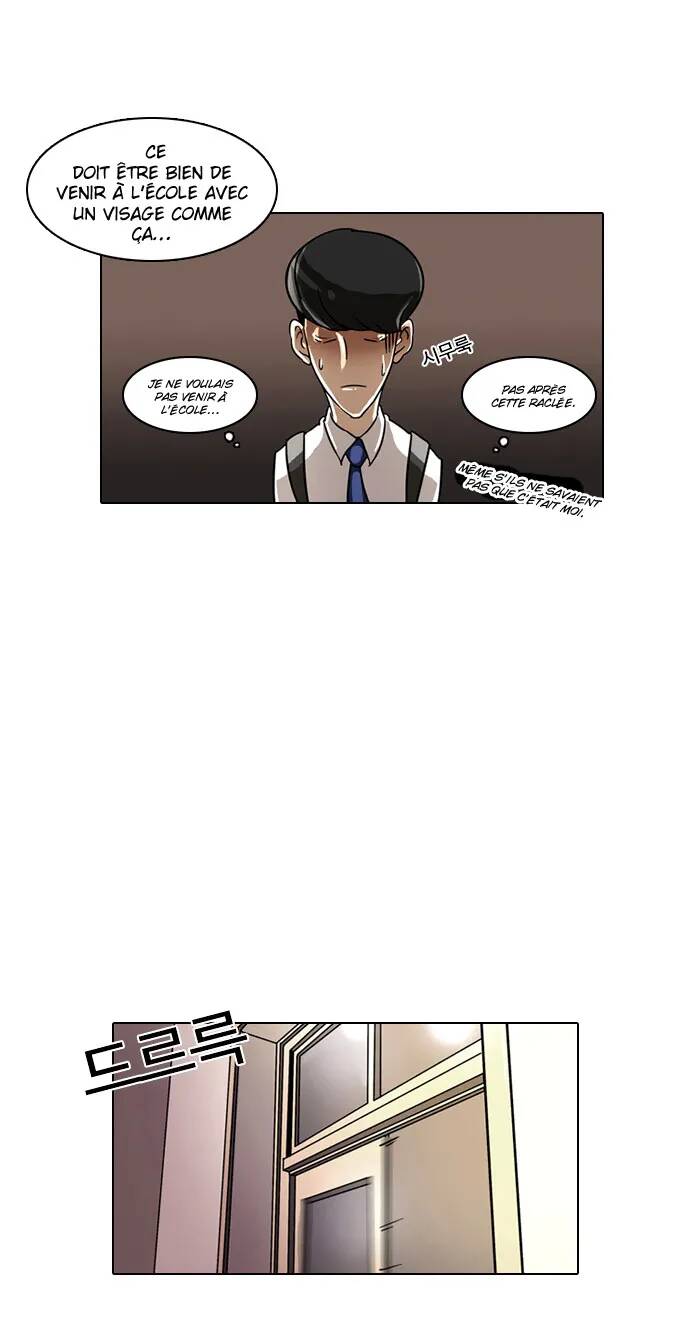 CE
DOIT ÊTRE BIEN DE
VENIR À L'ÉCOLE AVEC
UN VISAGE COMME
ÇA...
시무룩
JE NE VOULAIS
PAS VENIR À
L'ÉCOLE...
PAS APRÈS
CETTE RACLÉE.
MÊME S'ILS NE SAVAIENT
PAS QUE C'ÉTAIT MOI.
드르륵